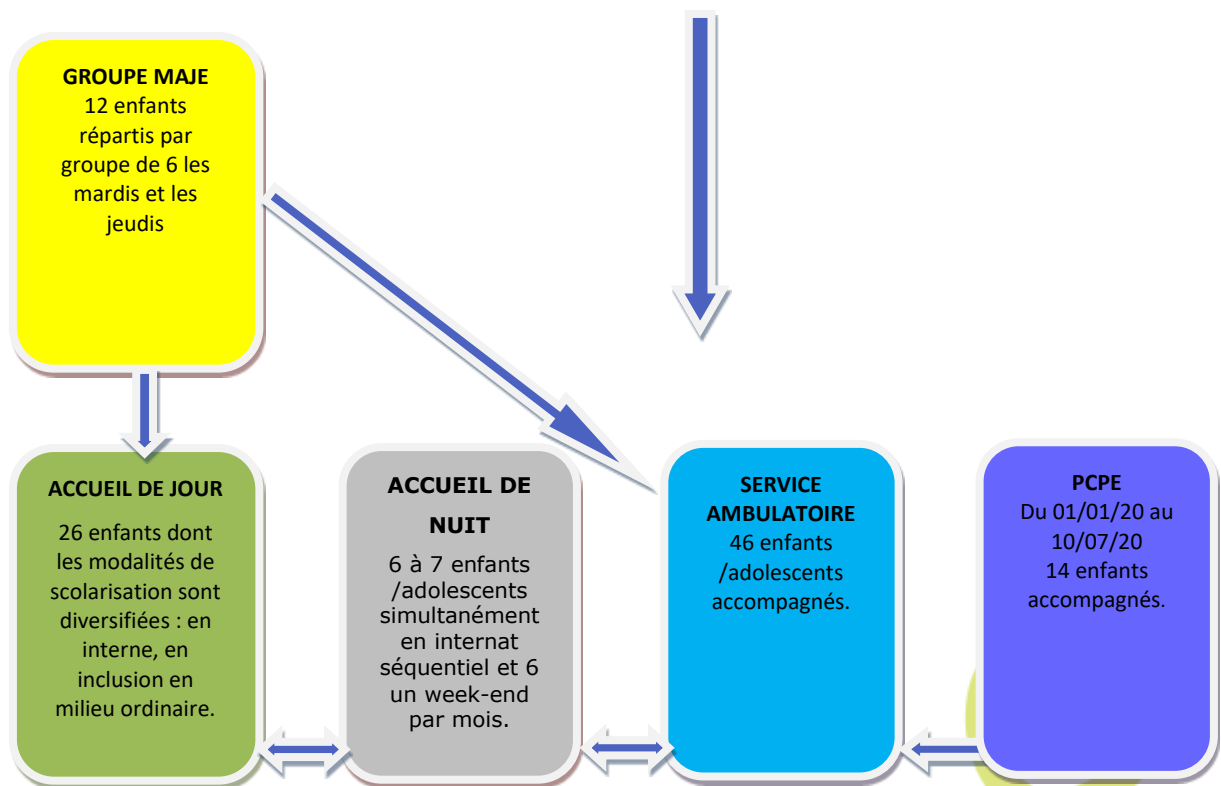 GROUPE MAJE
12 enfants
répartis par
groupe de 6 les
mardis et les
jeudis
ACCUEIL DE JOUR
26 enfants dont
les modalités de
scolarisation sont
diversifiées : en
interne, en
inclusion en
milieu ordinaire.
ACCUEIL DE
NUIT
6 à 7 enfants
/adolescents
simultanément
en internat
séquentiel et 6
un week-end
par mois.
SERVICE
AMBULATOIRE
46 enfants
/adolescents
accompagnés.
PCPE
Du 01/01/20 au
10/07/20
14 enfants
accompagnés.